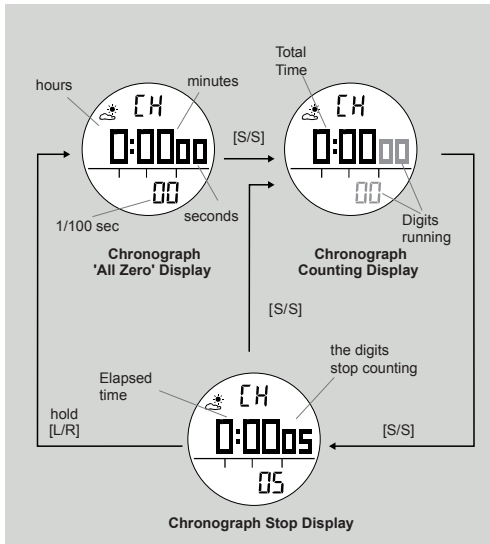 hours
minutes
CH
0:00 00
00
1/100 sec
seconds
Chronograph
'All Zero' Display
[S/S]
Total
Time
CH
0:00 00
00
Digits
running
Chronograph
Counting Display
[S/S]
Elapsed
time
the digits
stop counting
CH
0:00 05
05
hold
[L/R]
[S/S]
Chronograph Stop Display